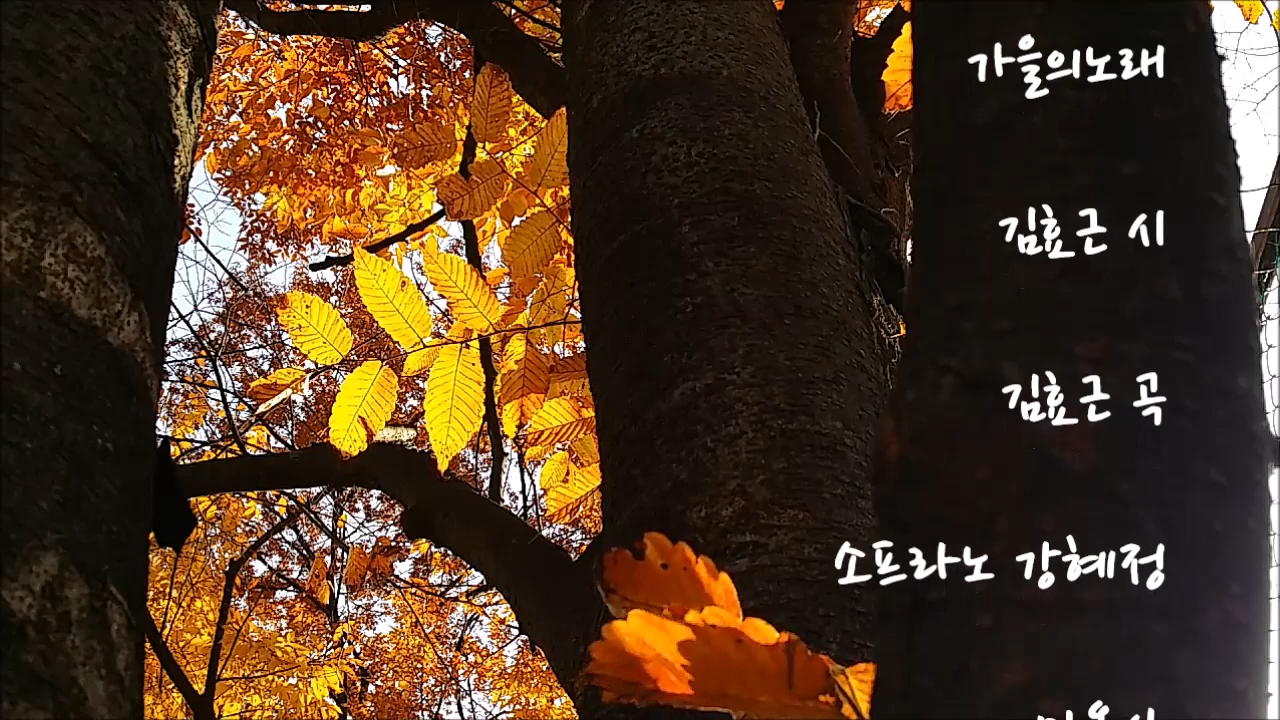 가을의노래
김효근 시
김효근 곡
소프라노 강혜정